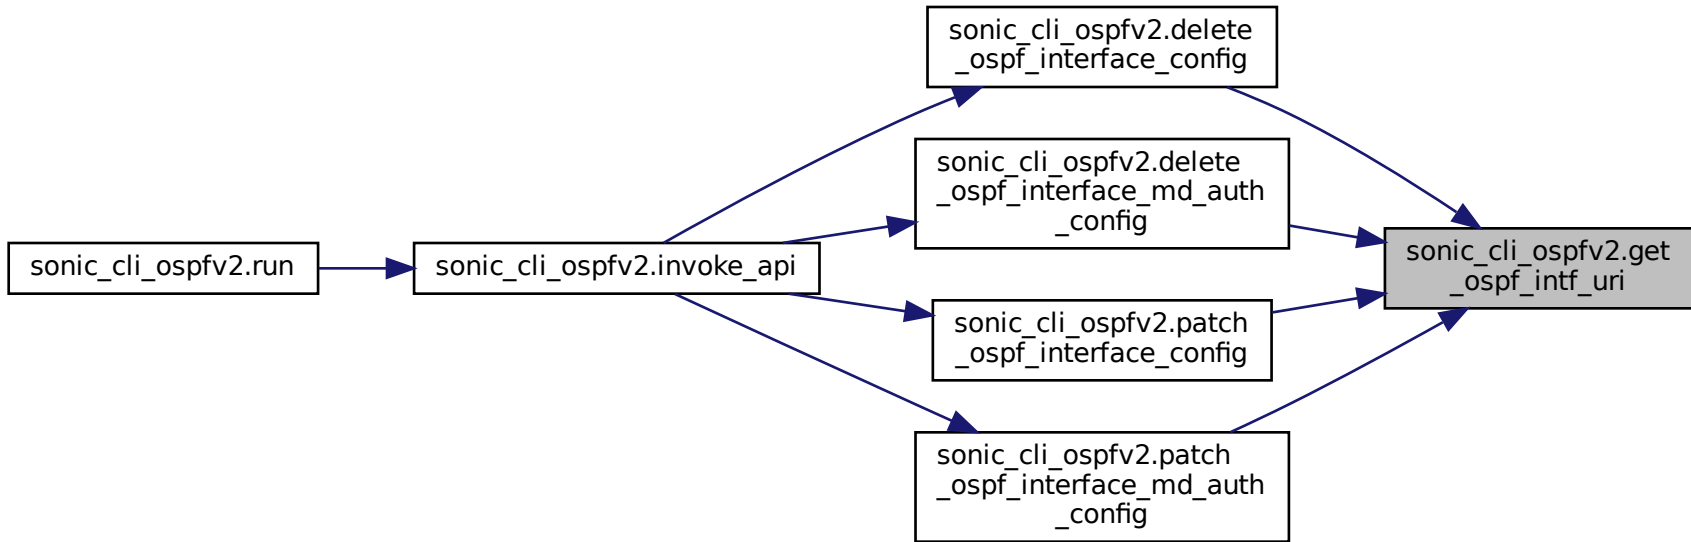 sonic_cli_ospfv2.delete
_ospf_interface_config
sonic_cli_ospfv2.delete
_ospf_interface_md_auth
_config
sonic_cli_ospfv2.run
sonic_cli_ospfv2.invoke_api
sonic_cli_ospfv2.get
_ospf_intf_uri
sonic_cli_ospfv2.patch
_ospf_interface_config
sonic_cli_ospfv2.patch
_ospf_interface_md_auth
_config